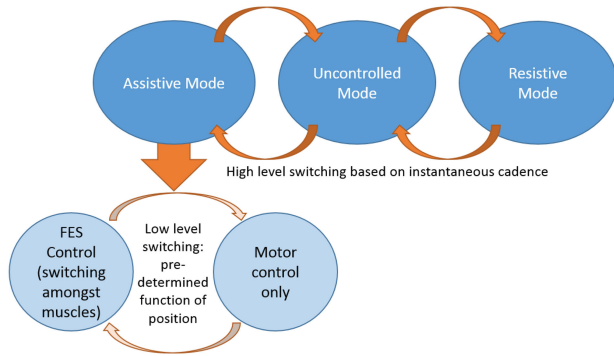 Assistive Mode
Uncontrolled
Mode
Resistive
Mode
High level switching based on instantaneous cadence
FES
Control
(switching
amongst
muscles)
Low level
switching:
pre-
determined
function of
position
Motor
control
only